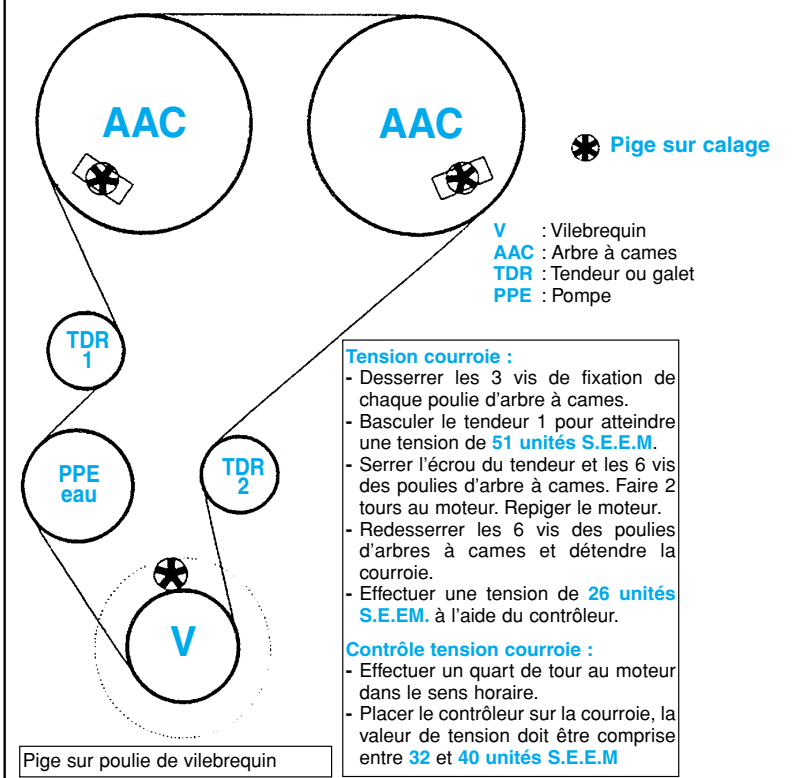 AAC
AAC
Pige sur calage
V : Vilebrequin
AAC : Arbre à cames
TDR : Tendeur ou galet
PPE : Pompe
TDR
1
PPE
eau
TDR
2
V
Tension courroie :
- Desserrer les 3 vis de fixation de
chaque poulie d'arbre à cames.
- Basculer le tendeur 1 pour atteindre
une tension de 51 unités S.E.E.M.
- Serrer l'écrou du tendeur et les 6 vis
des poulies d'arbre à cames. Faire 2
tours au moteur. Repiger le moteur.
- Redesserrer les 6 vis des poulies
d'arbres à cames et détendre la
courroie.
- Effectuer une tension de 26 unités
S.E.EM. à l'aide du contrôleur.
Contrôle tension courroie :
- Effectuer un quart de tour au moteur
dans le sens horaire.
- Placer le contrôleur sur la courroie, la
valeur de tension doit être comprise
entre 32 et 40 unités S.E.E.M
Pige sur poulie de vilebrequin